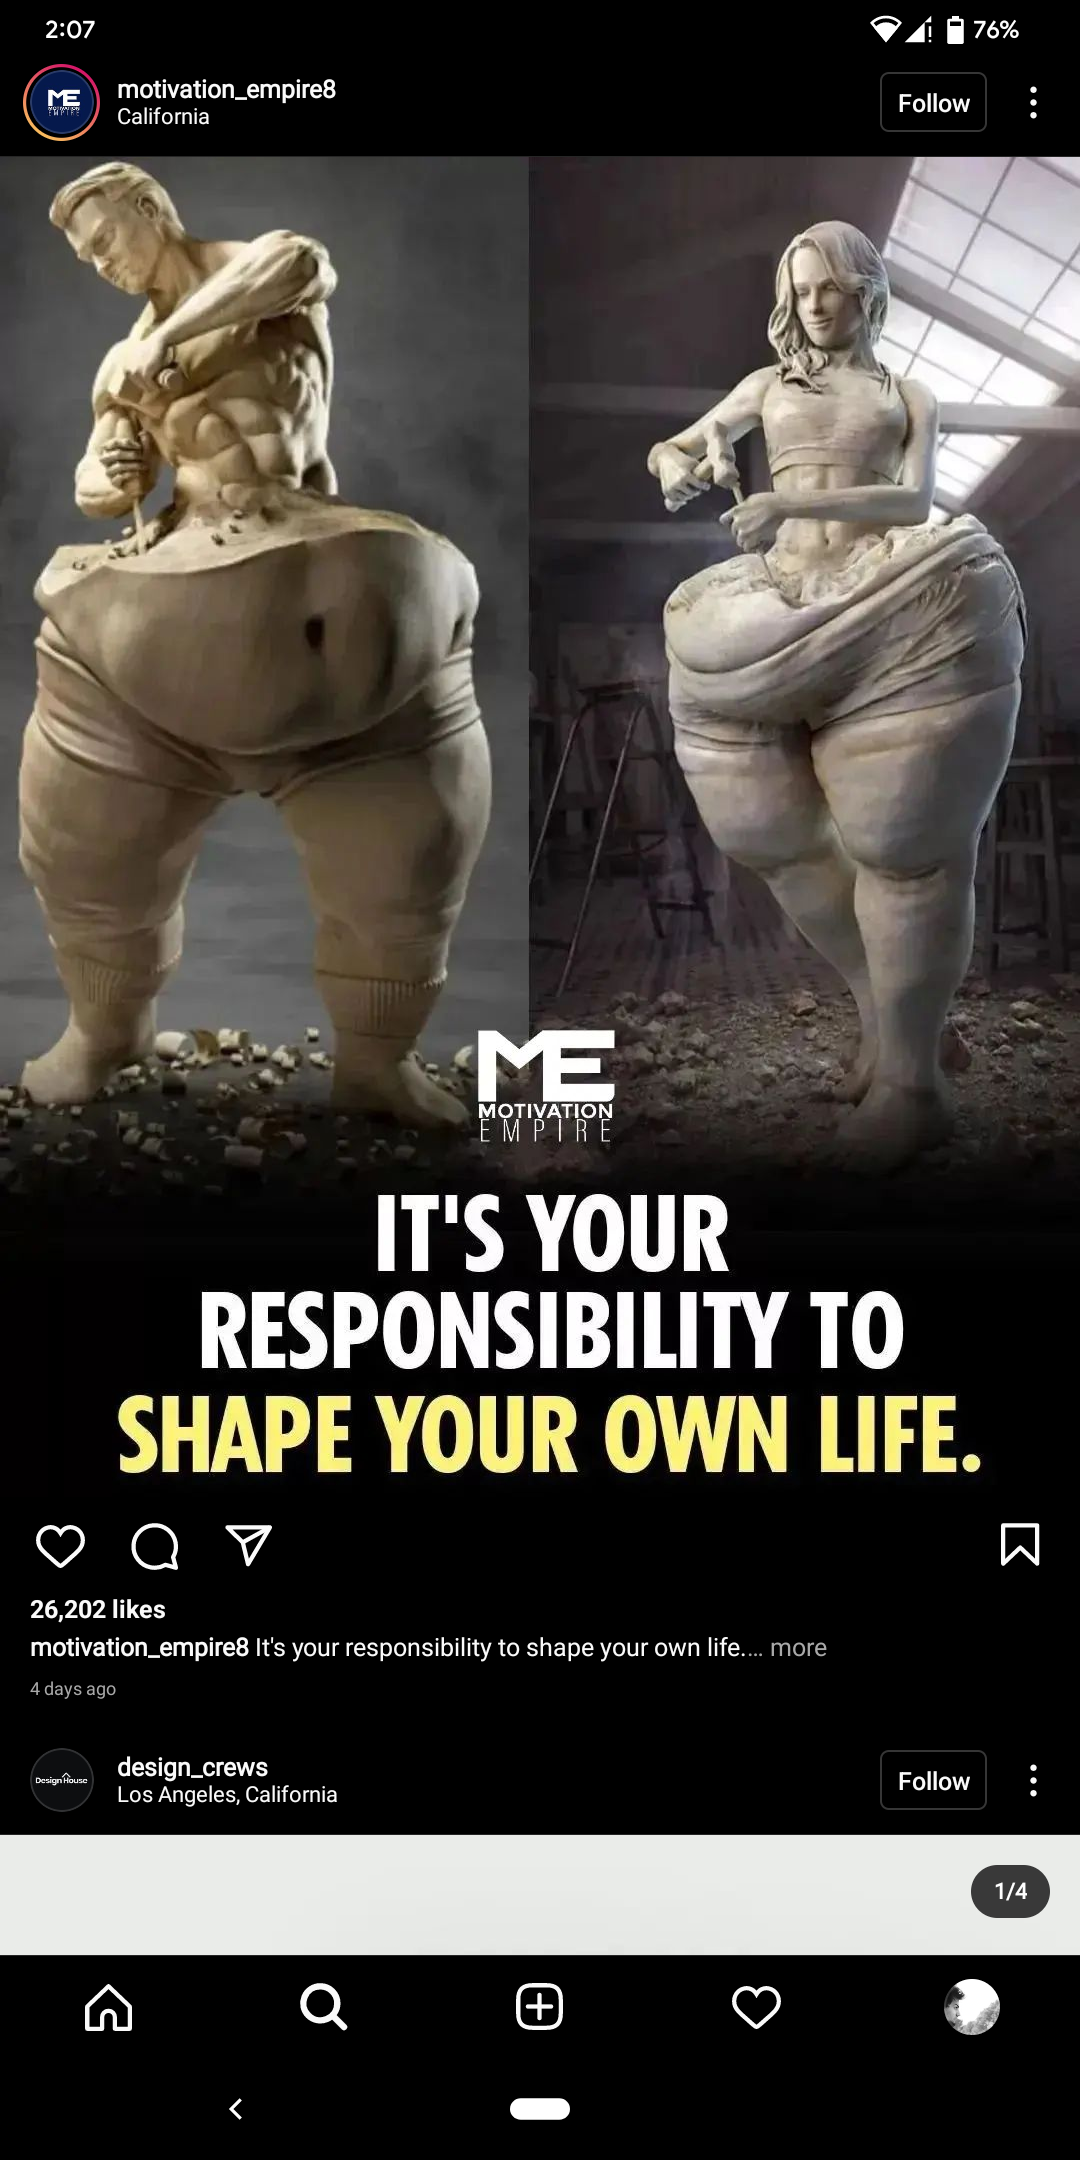 2:07
76%
motivation_empire8
California
Follow
ME
MOTIVATION
EMPIRE
IT'S YOUR
RESPONSIBILITY TO
SHAPE YOUR OWN LIFE.
26,202 likes
motivation_empire8 It's your responsibility to shape your own life.... more
4 days ago
Design House
design_crews
Los Angeles, California
Follow
1/4